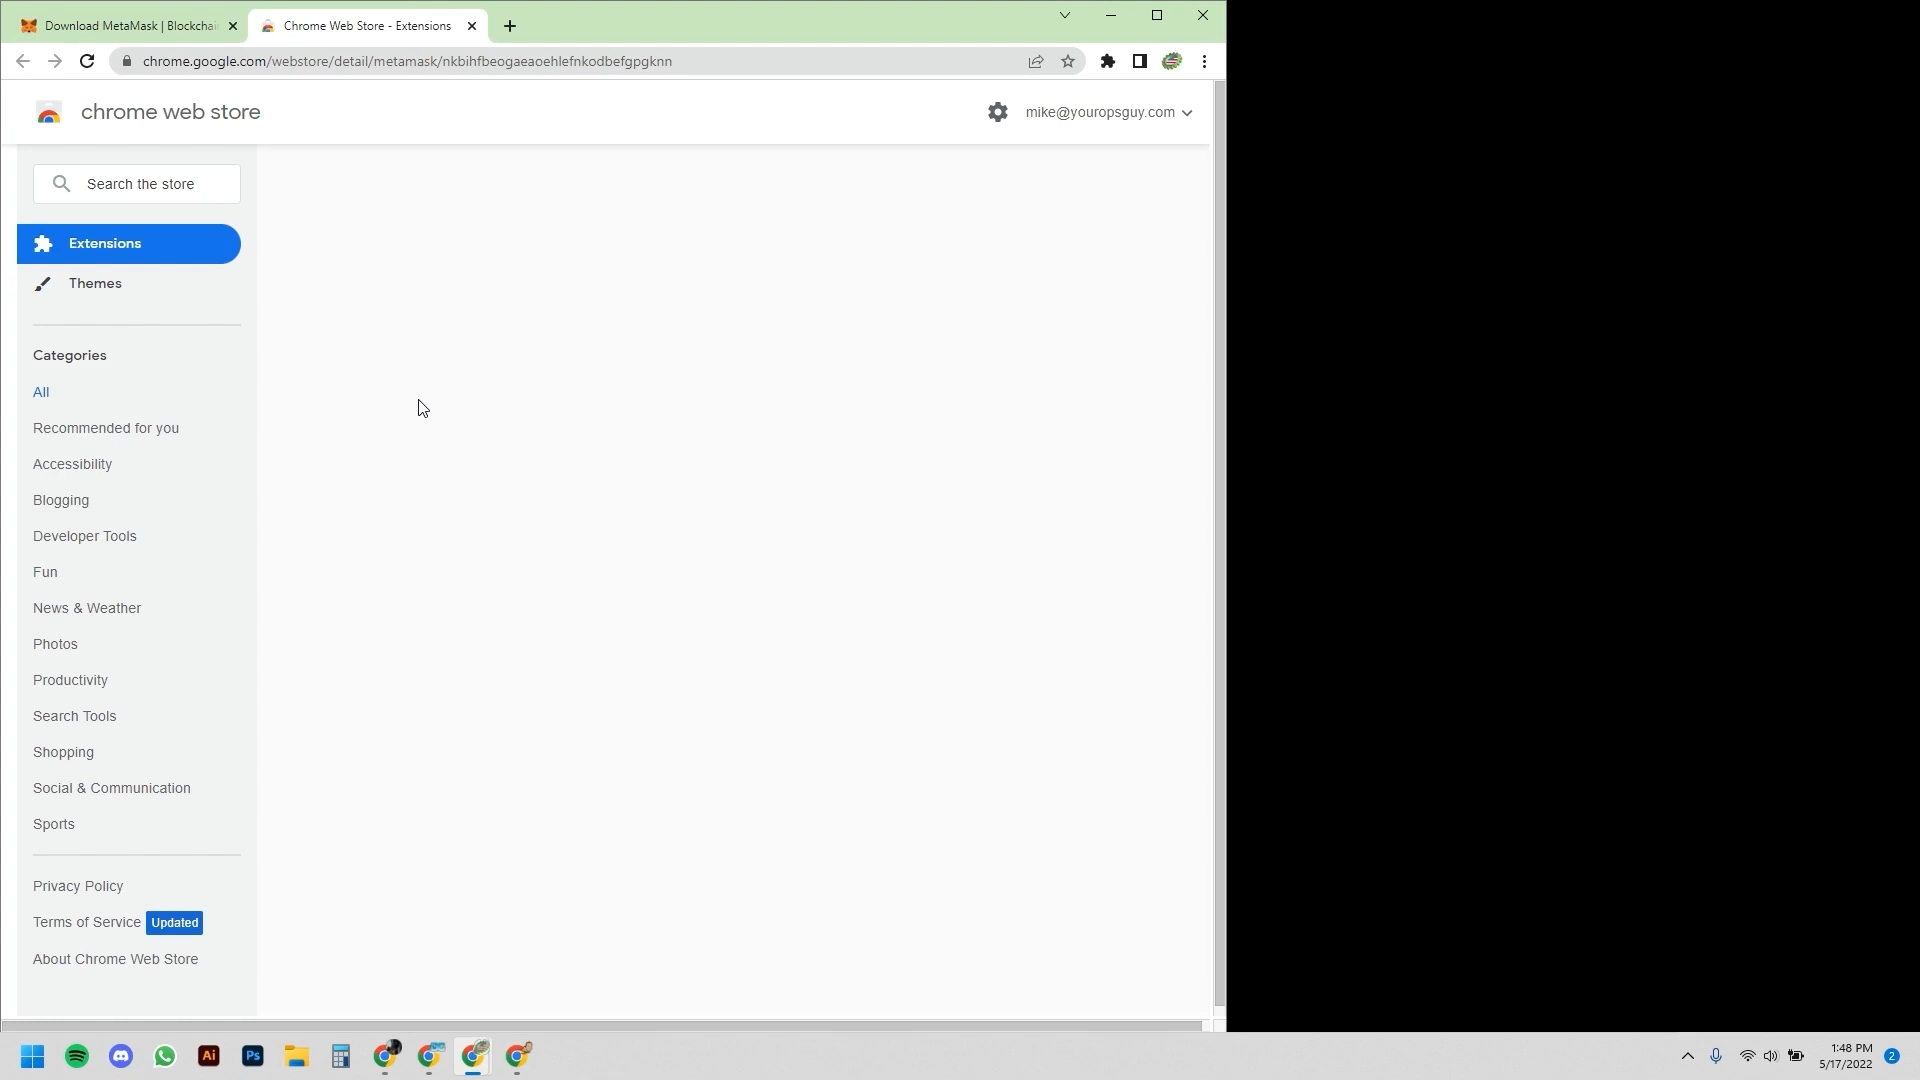 Download MetaMask | Blockchai
Chrome Web Store - Extensions
chrome.google.com/webstore/detail/metamask/nkbihfbeogaeaoehlefnkodbefgpgknn
chrome web store
mike@youropsguy.com
Search the store
Extensions
Themes
Categories
All
Recommended for you
Accessibility
Blogging
Developer Tools
Fun
News & Weather
Photos
Productivity
Search Tools
Shopping
Social & Communication
Sports
Privacy Policy
Terms of Service Updated
About Chrome Web Store
Ai
Ps
1:48 PM
5/17/2022
2